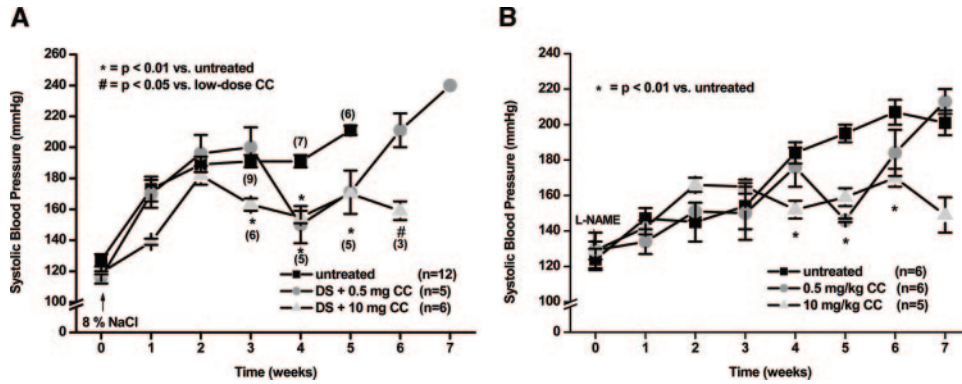 A
Systolic Blood Pressure (mmHg)
260
240
220
200
180
160
140
120
100
0
* = p < 0.01 vs. untreated
# = p < 0.05 vs. low-dose CC
(9)
(7)
(6)
*
(6)
*
*
(5)
*
(5)
#
(3)
untreated (n=12)
DS + 0.5 mg CC (n=5)
DS + 10 mg CC (n=6)
8 % NaCl
0 1 2 3 4 5 6 7
Time (weeks)
B
Systolic Blood Pressure (mmHg)
240
220
200
180
160
140
120
100
0
* = p < 0.01 vs. untreated
L-NAME
*
*
*
untreated (n=6)
0.5 mg/kg CC (n=6)
10 mg/kg CC (n=5)
0 1 2 3 4 5 6 7
Time (weeks)